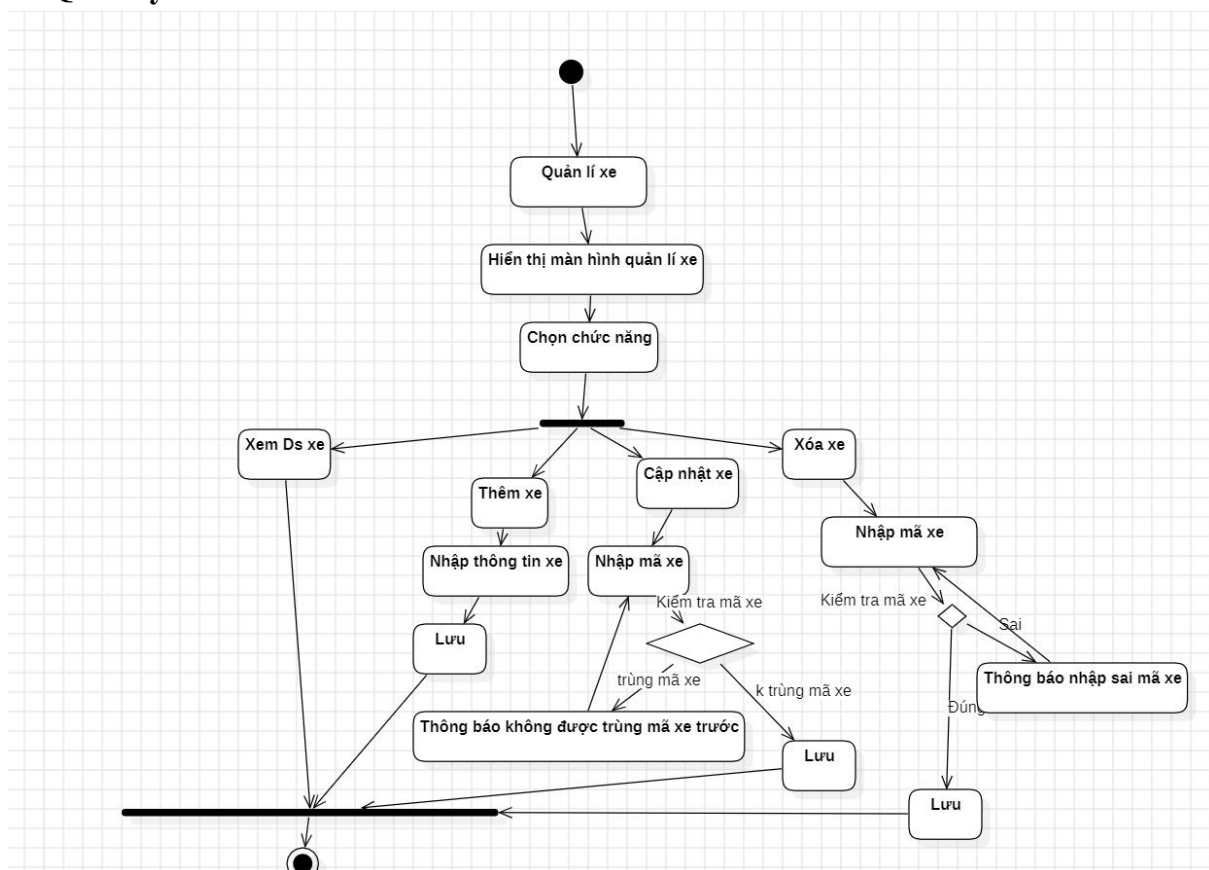 Quản lí xe
Hiển thị màn hình quản lí xe
Chọn chức năng
Xem Ds xe
Xóa xe
Cập nhật xe
Thêm xe
Nhập mã xe
Nhập thông tin xe
Nhập mã xe
Kiểm tra mã xe
Kiểm tra mã xe
Sai
Lưu
trùng mã xe
k trùng mã xe
Thông báo nhập sai mã xe
Đúng
Thông báo không được trùng mã xe trước
Lưu
Lưu